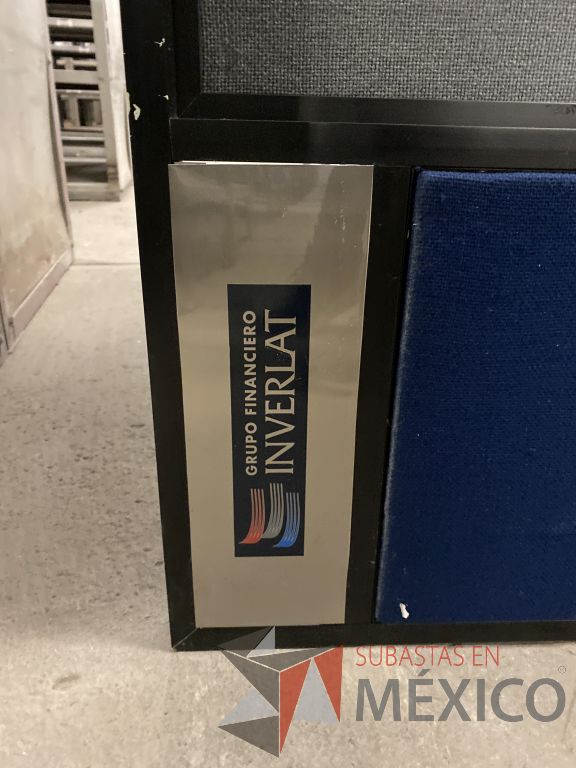 GRUPO FINANCIERO
INVERLAT
SUBASTAS EN
MÉXICO